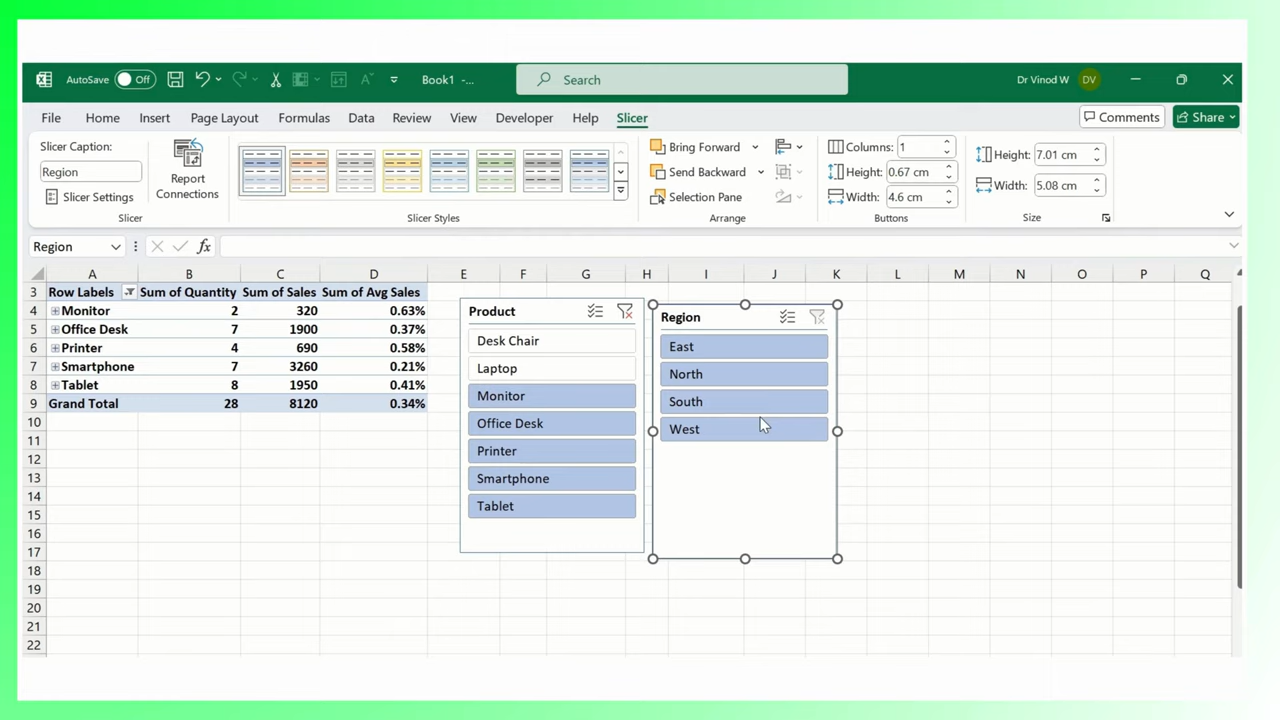 AutoSave Off Book1 -... Search Dr Vinod W DV
File Home Insert Page Layout Formulas Data Review View Developer Help Slicer Comments Share
Slicer Caption:
Region
Slicer Settings
Report
Connections
Slicer
Slicer Styles
Bring Forward
Send Backward
Selection Pane
Arrange
Columns: 1
Height: 0.67 cm
Width: 4.6 cm
Buttons
Height: 7.01 cm
Width: 5.08 cm
Size
Region fx
A B C D E F G H I J K L M N O P Q
3 Row Labels Sum of Quantity Sum of Sales Sum of Avg Sales
4 Monitor 2 320 0.63%
5 Office Desk 7 1900 0.37%
6 Printer 4 690 0.58%
7 Smartphone 7 3260 0.21%
8 Tablet 8 1950 0.41%
9 Grand Total 28 8120 0.34%
10
11
12
13
14
15
16
17
18
19
20
21
22
Product
Desk Chair
Laptop
Monitor
Office Desk
Printer
Smartphone
Tablet
Region
East
North
South
West